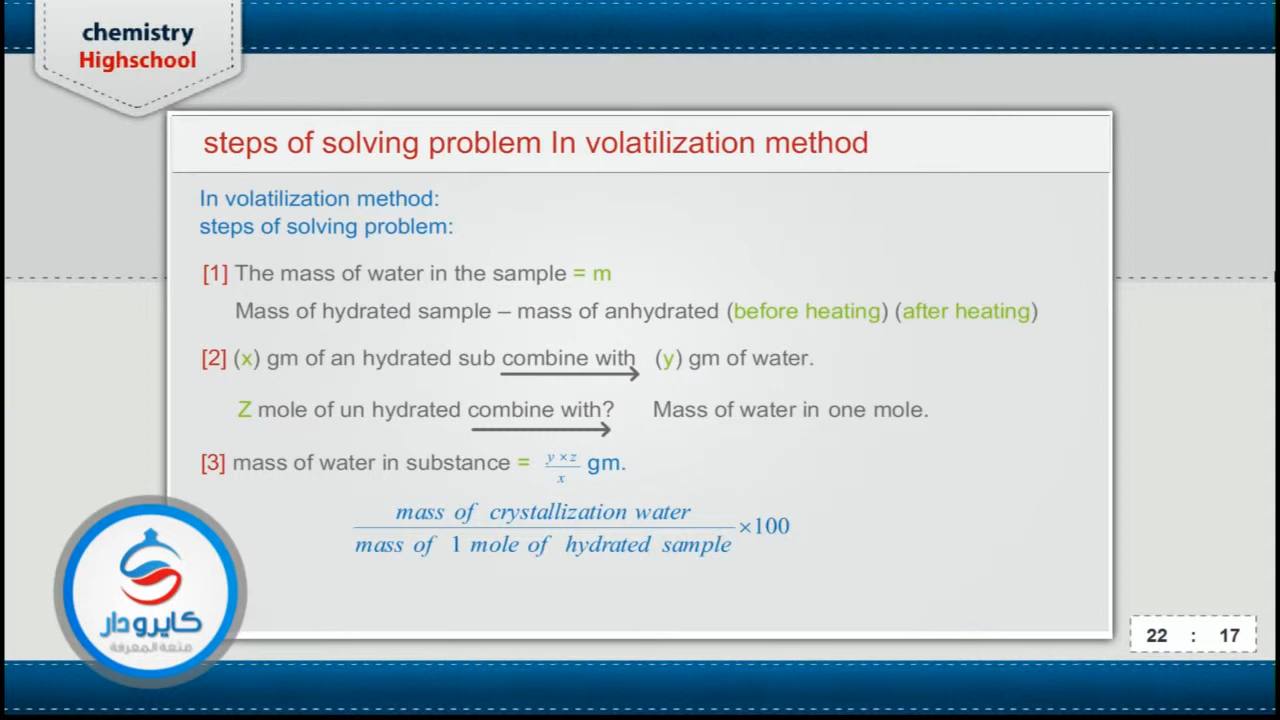 chemistry
Highschool
steps of solving problem In volatilization method
In volatilization method:
steps of solving problem:
[1] The mass of water in the sample = m
Mass of hydrated sample – mass of anhydrated (before heating) (after heating)
[2] (x) gm of an hydrated sub combine with (y) gm of water.
Z mole of un hydrated combine with? Mass of water in one mole.
[3] mass of water in substance = y × z / x gm.
mass of crystallization water
mass of 1 mole of hydrated sample ×100
كايرودار
متعة المعرفة
22 : 17